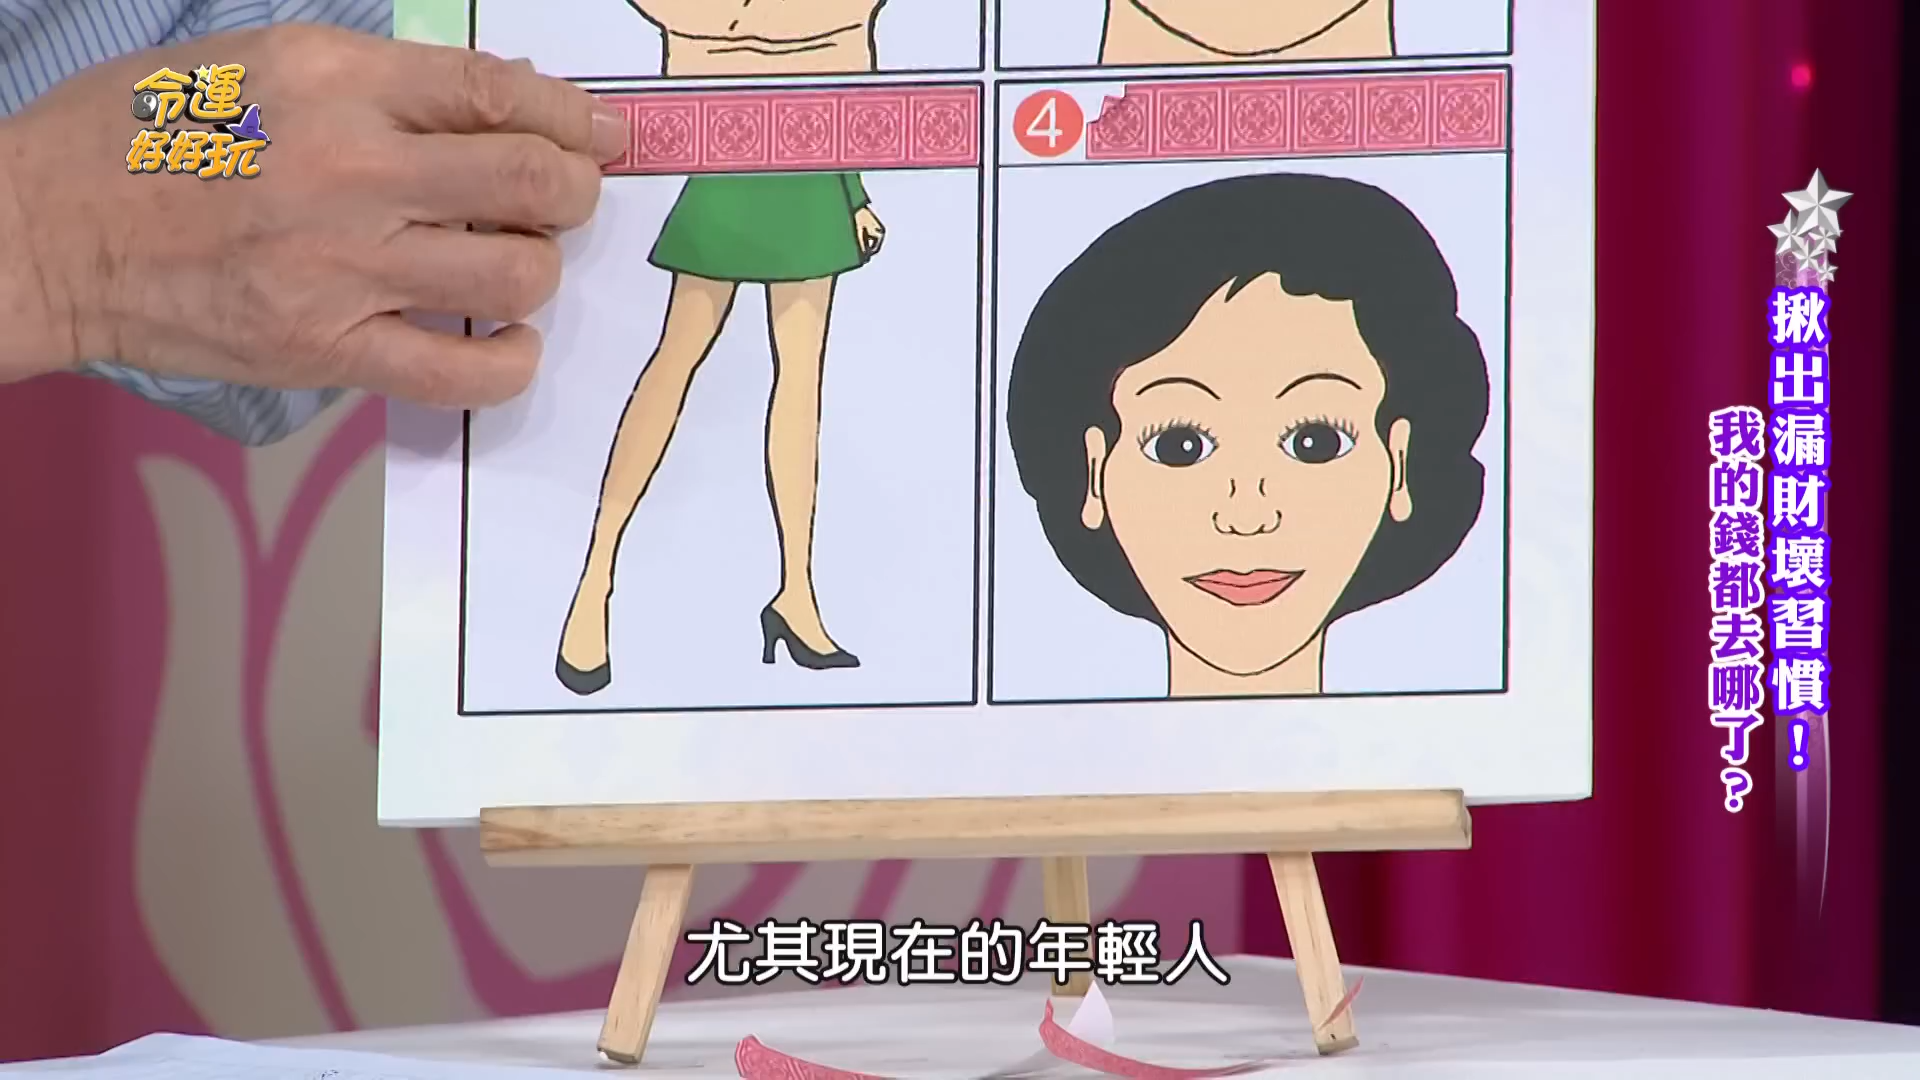 命運
好好玩
4
揪出漏財壞習慣！
我的錢都去哪了？
尤其現在的年輕人